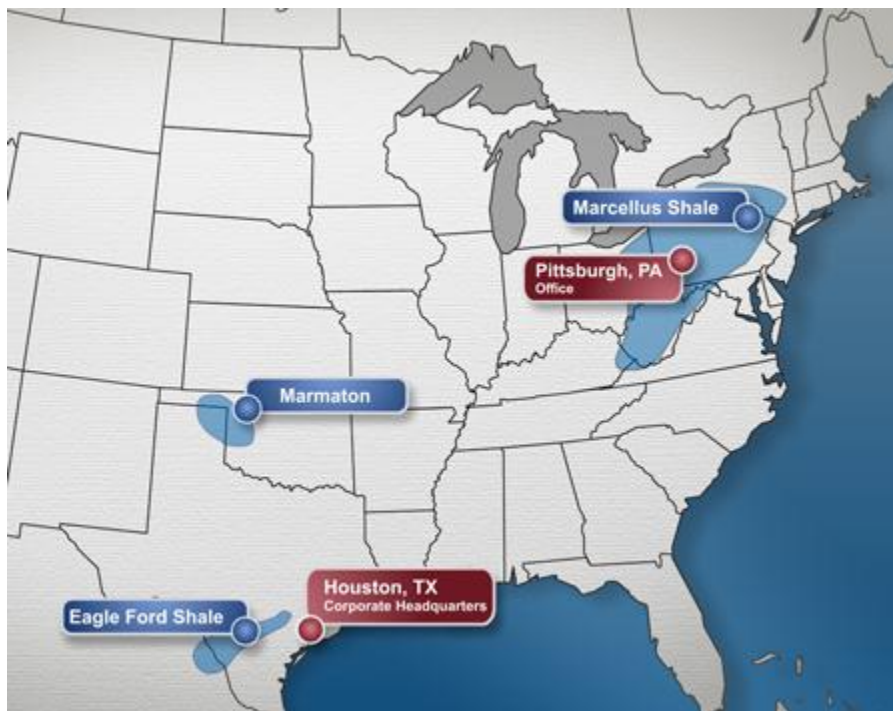 Marcellus Shale
Pittsburgh, PA
Office
Marmaton
Houston, TX
Corporate Headquarters
Eagle Ford Shale